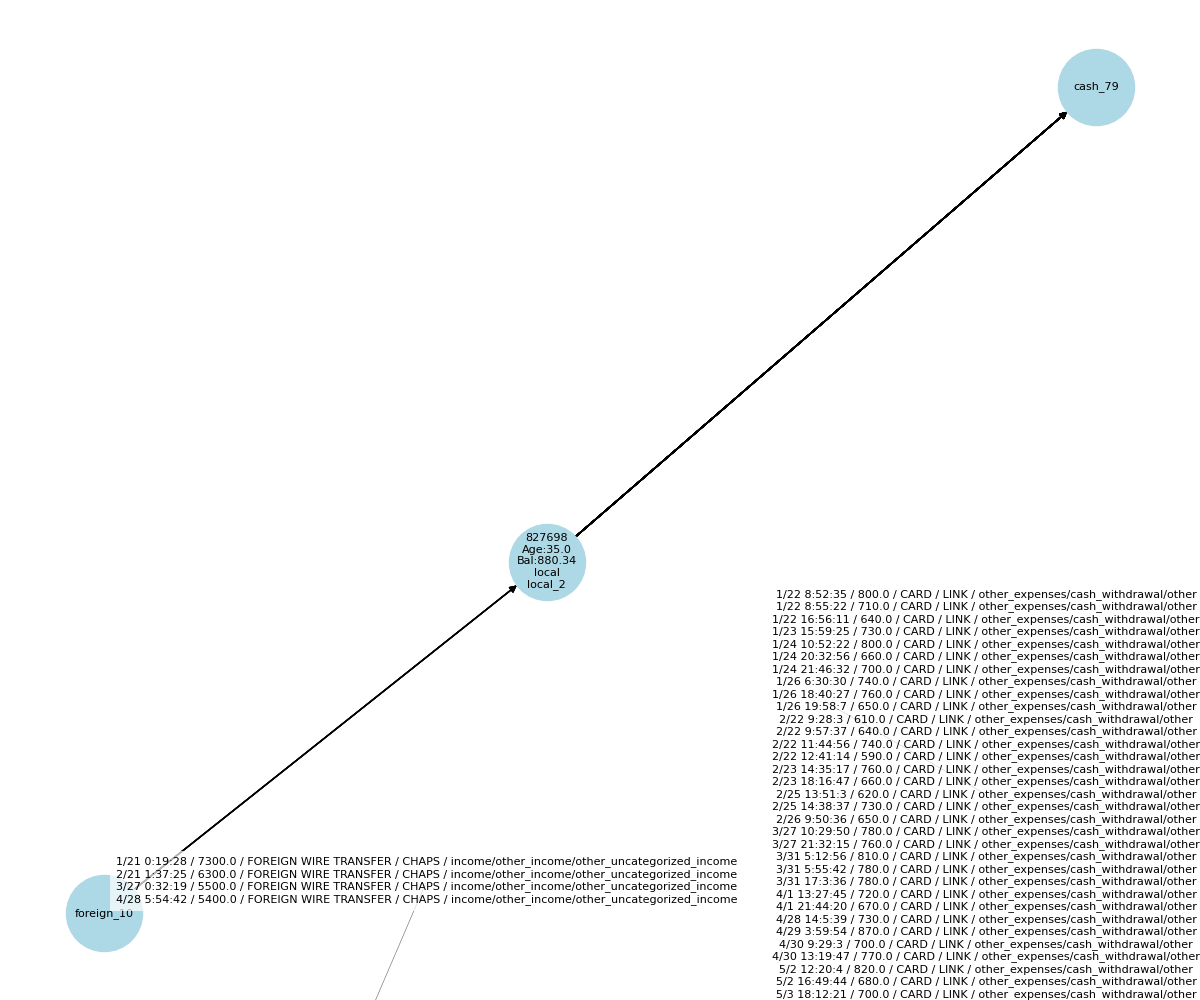 cash_79
827698
Age:35.0
Bal:880.34
local
local_2
1/22 8:52:35 / 800.0 / CARD / LINK / other_expenses/cash_withdrawal/other
1/22 8:55:22 / 710.0 / CARD / LINK / other_expenses/cash_withdrawal/other
1/22 16:56:11 / 640.0 / CARD / LINK / other_expenses/cash_withdrawal/other
1/23 15:59:25 / 730.0 / CARD / LINK / other_expenses/cash_withdrawal/other
1/24 10:52:22 / 800.0 / CARD / LINK / other_expenses/cash_withdrawal/other
1/24 20:32:56 / 660.0 / CARD / LINK / other_expenses/cash_withdrawal/other
1/24 21:46:32 / 700.0 / CARD / LINK / other_expenses/cash_withdrawal/other
1/26 6:30:30 / 740.0 / CARD / LINK / other_expenses/cash_withdrawal/other
1/26 18:40:27 / 760.0 / CARD / LINK / other_expenses/cash_withdrawal/other
1/26 19:58:7 / 650.0 / CARD / LINK / other_expenses/cash_withdrawal/other
2/22 9:28:3 / 610.0 / CARD / LINK / other_expenses/cash_withdrawal/other
2/22 9:57:37 / 640.0 / CARD / LINK / other_expenses/cash_withdrawal/other
2/22 11:44:56 / 740.0 / CARD / LINK / other_expenses/cash_withdrawal/other
2/22 12:41:14 / 590.0 / CARD / LINK / other_expenses/cash_withdrawal/other
2/23 14:35:17 / 760.0 / CARD / LINK / other_expenses/cash_withdrawal/other
2/23 18:16:47 / 660.0 / CARD / LINK / other_expenses/cash_withdrawal/other
2/25 13:51:3 / 620.0 / CARD / LINK / other_expenses/cash_withdrawal/other
2/25 14:38:37 / 730.0 / CARD / LINK / other_expenses/cash_withdrawal/other
2/26 9:50:36 / 650.0 / CARD / LINK / other_expenses/cash_withdrawal/other
3/27 10:29:50 / 780.0 / CARD / LINK / other_expenses/cash_withdrawal/other
3/27 21:32:15 / 760.0 / CARD / LINK / other_expenses/cash_withdrawal/other
3/31 5:12:56 / 810.0 / CARD / LINK / other_expenses/cash_withdrawal/other
3/31 5:55:42 / 780.0 / CARD / LINK / other_expenses/cash_withdrawal/other
3/31 17:3:36 / 780.0 / CARD / LINK / other_expenses/cash_withdrawal/other
4/1 13:27:45 / 720.0 / CARD / LINK / other_expenses/cash_withdrawal/other
4/1 21:44:20 / 670.0 / CARD / LINK / other_expenses/cash_withdrawal/other
4/28 14:5:39 / 730.0 / CARD / LINK / other_expenses/cash_withdrawal/other
4/29 3:59:54 / 870.0 / CARD / LINK / other_expenses/cash_withdrawal/other
4/30 9:29:3 / 700.0 / CARD / LINK / other_expenses/cash_withdrawal/other
4/30 13:19:47 / 770.0 / CARD / LINK / other_expenses/cash_withdrawal/other
5/2 12:20:4 / 820.0 / CARD / LINK / other_expenses/cash_withdrawal/other
5/2 16:49:44 / 680.0 / CARD / LINK / other_expenses/cash_withdrawal/other
5/3 18:12:21 / 700.0 / CARD / LINK / other_expenses/cash_withdrawal/other
1/21 0:19:28 / 7300.0 / FOREIGN WIRE TRANSFER / CHAPS / income/other_income/other_uncategorized_income
2/21 1:37:25 / 6300.0 / FOREIGN WIRE TRANSFER / CHAPS / income/other_income/other_uncategorized_income
3/27 0:32:19 / 5500.0 / FOREIGN WIRE TRANSFER / CHAPS / income/other_income/other_uncategorized_income
4/28 5:54:42 / 5400.0 / FOREIGN WIRE TRANSFER / CHAPS / income/other_income/other_uncategorized_income
foreign_10